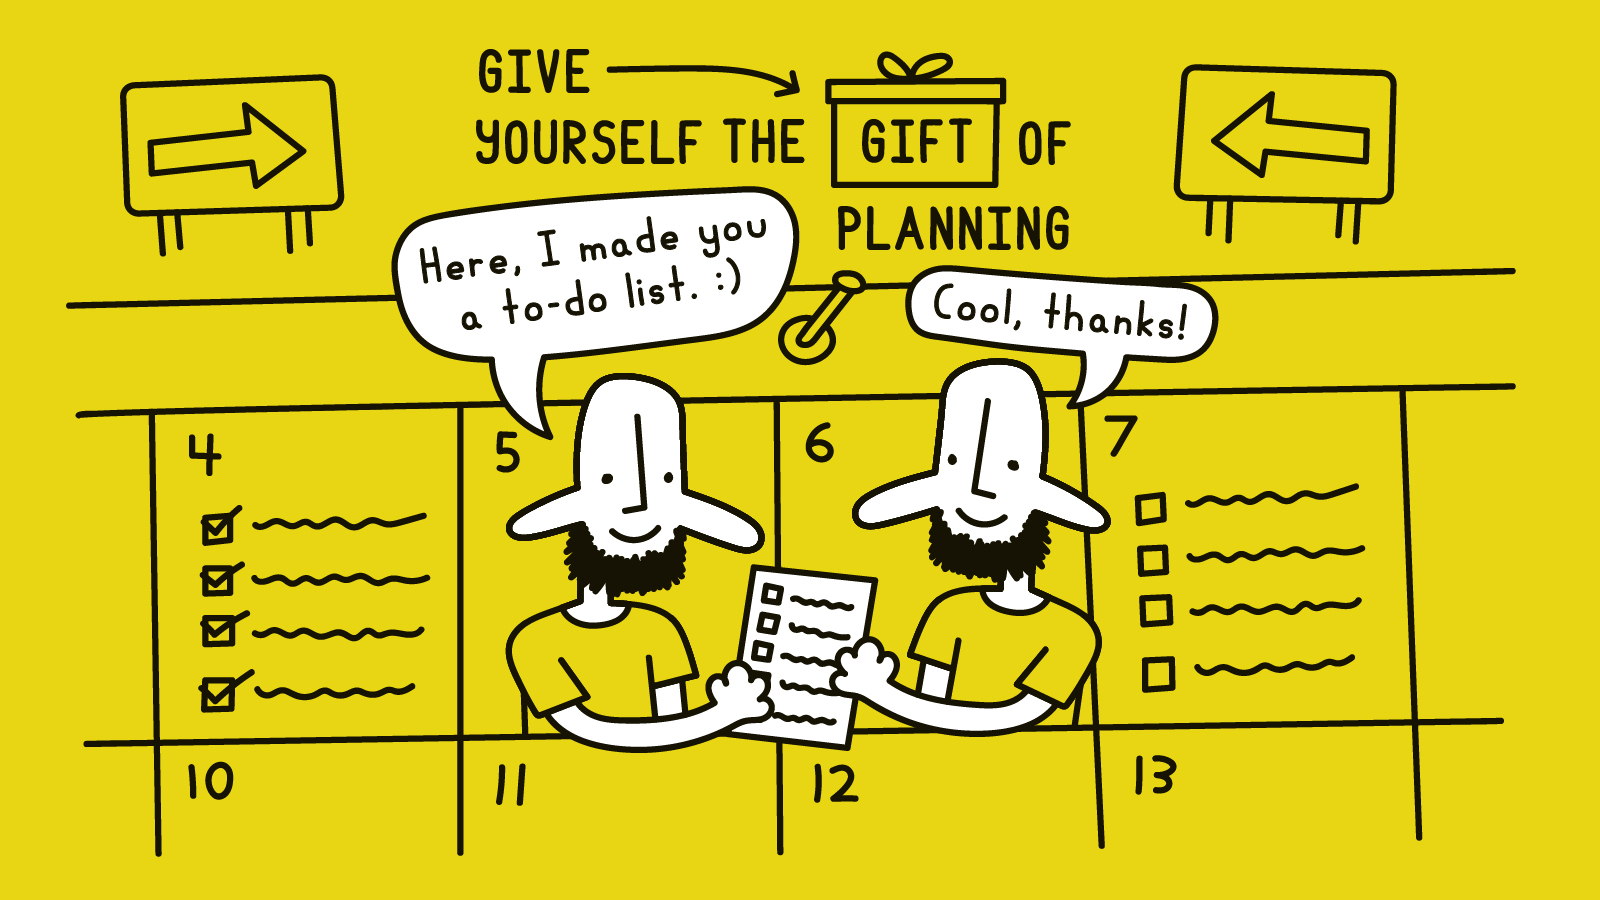 GIVE
YOURSELF THE GIFT OF
PLANNING
Here, I made you
a to-do list. :)
Cool, thanks!
4
5
6
7
10
11
12
13